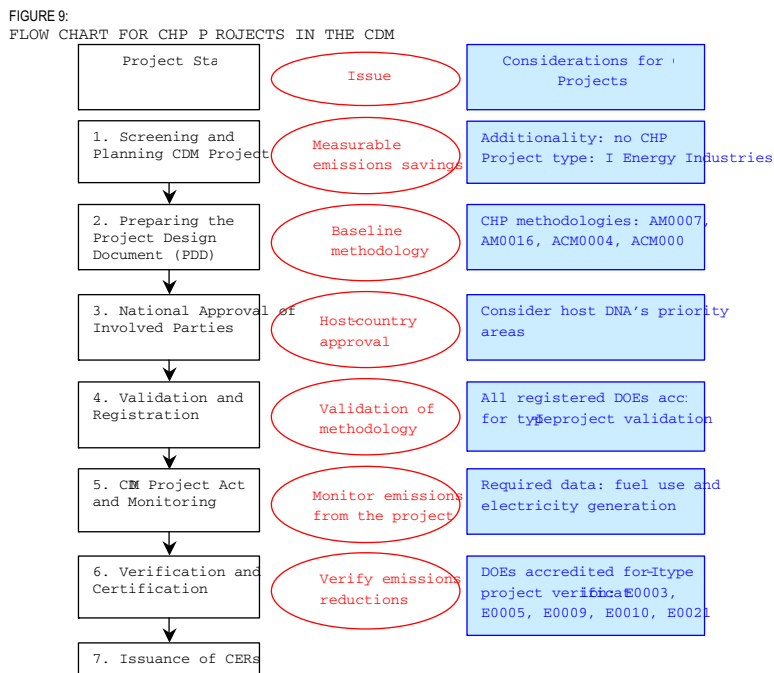 FIGURE 9:
FLOW CHART FOR CHP P ROJECTS IN THE CDM
Project Sta
Issue
Considerations for
Projects
1. Screening and
Planning CDM Project
Measurable
emissions savings
Additionality: no CHP
Project type: I Energy Industries
2. Preparing the
Project Design
Document (PDD)
Baseline
methodology
CHP methodologies: AM0007,
AM0016, ACM0004, ACM000
3. National Approval of
Involved Parties
Host-country
approval
Consider host DNA's priority
areas
4. Validation and
Registration
Validation of
methodology
All registered DOEs acc
for type project validation
5. CDM Project Act
and Monitoring
Monitor emissions
from the project
Required data: fuel use and
electricity generation
6. Verification and
Certification
Verify emissions
reductions
DOEs accredited for-Itype
project E0003,
E0005, E0009, E0010, E0021
7. Issuance of CERs